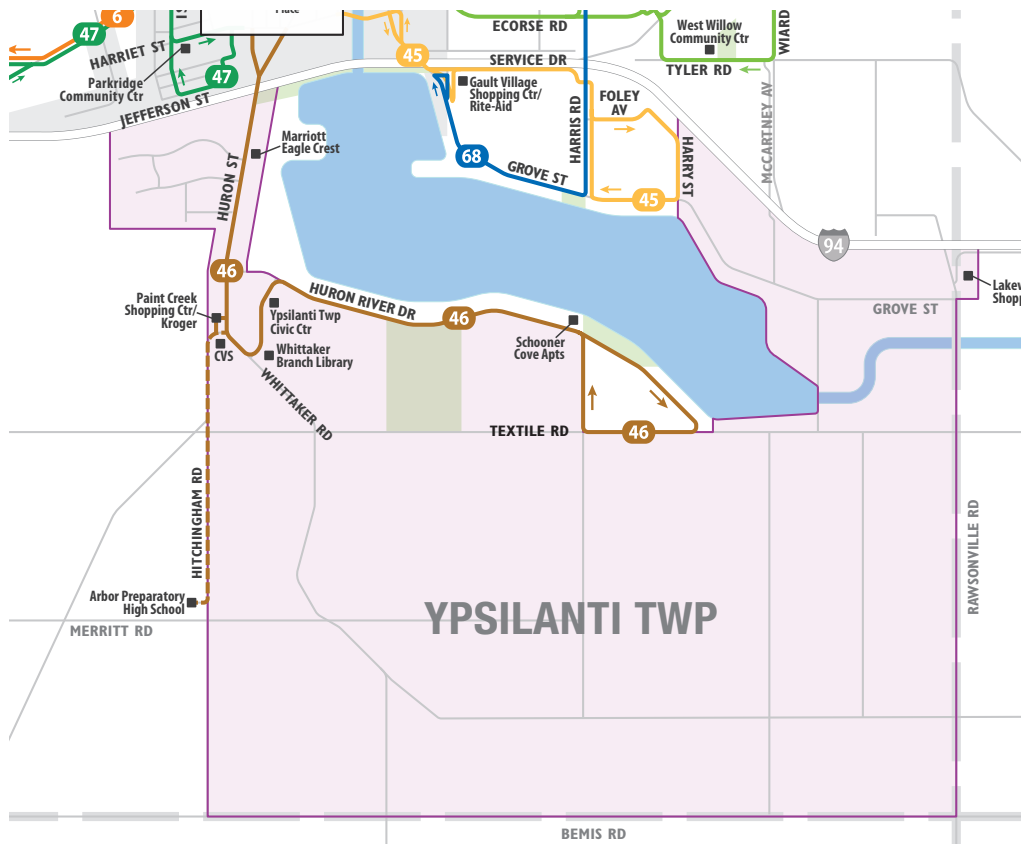 6
Place
ECORSE RD
WIARD
West Willow
Community Ctr
47
HARRIET ST
45
SERVICE DR
TYLER RD
Parkridge
Community Ctr
47
JEFFERSON ST
Gault Village
Shopping Ctr/
Rite-Aid
FOLEY
AV
HARRIS RD
MCCARTNEY AV
Marriott
Eagle Crest
68
GROVE ST
HARRY ST
45
HURON ST
94
46
Lakew
Shopp
Paint Creek
Shopping Ctr/
Kroger
HURON RIVER DR
46
GROVE ST
Ypsilanti Twp
Civic Ctr
CVS
Whittaker
Branch Library
Schooner
Cove Apts
WHITTAKER RD
TEXTILE RD
46
HITCHINGHAM RD
RAWSONVILLE RD
Arbor Preparatory
High School
YPSILANTI TWP
MERRITT RD
BEMIS RD